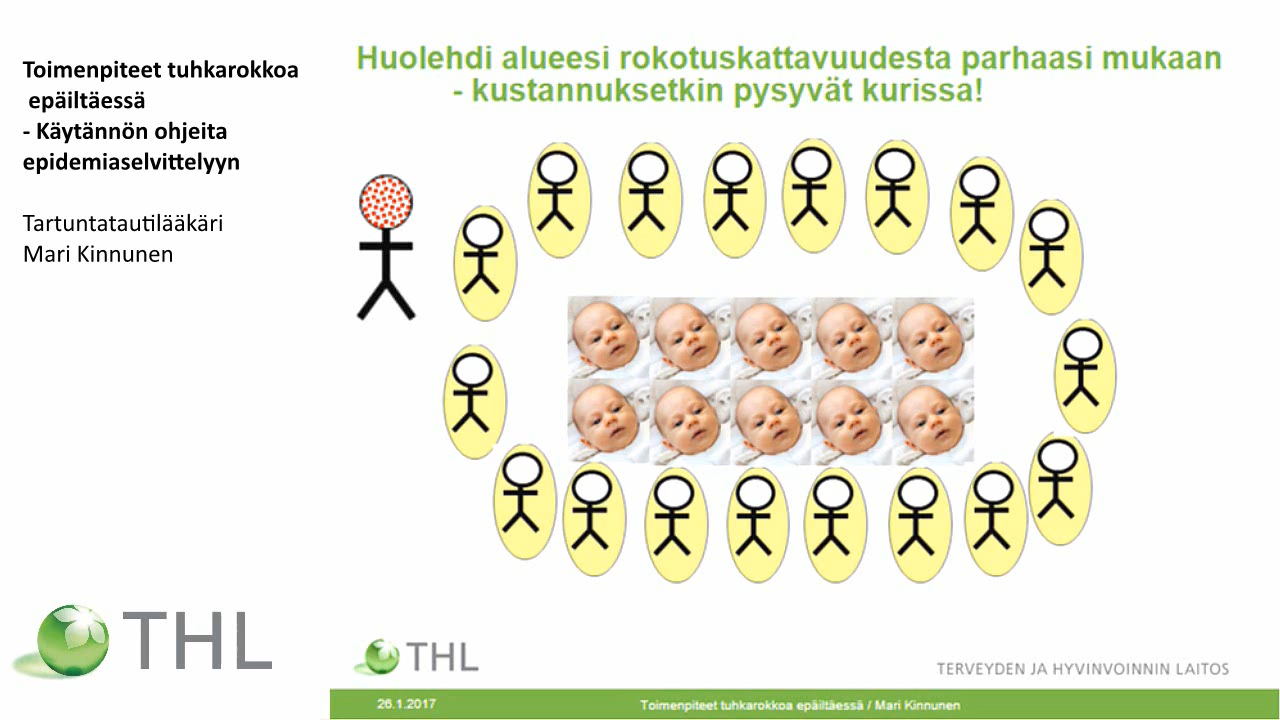 Toimenpiteet tuhkarokkoa
epäiltäessä
- Käytännön ohjeita
epidemiaselvittelyyn
Tartuntatautilääkäri
Mari Kinnunen
THL
Huolehdi alueesi rokotuskattavuudesta parhaasi mukaan
- kustannuksetkin pysyvät kurissa!
THL
TERVEYDEN JA HYVINVOINNIN LAITOS
26.1.2017
Toimenpiteet tuhkarokkoa epäiltäessä / Mari Kinnunen